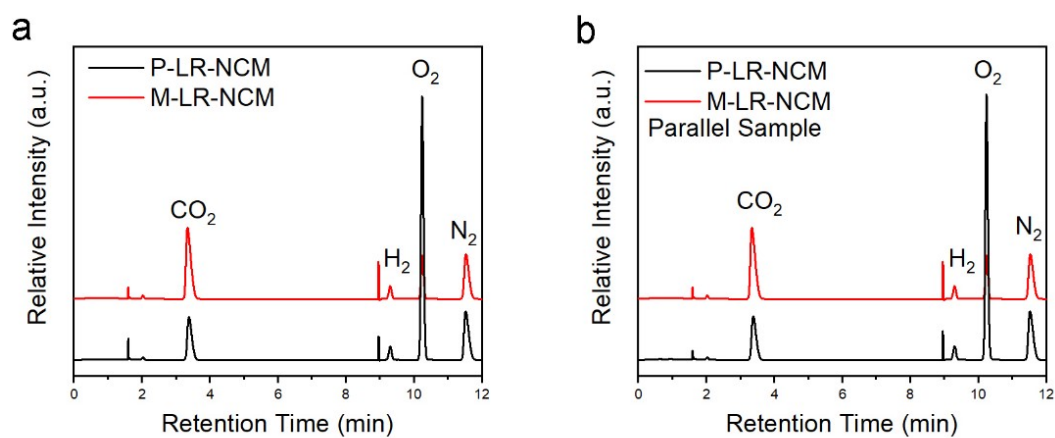 a
P-LR-NCM
M-LR-NCM
O₂
CO₂
H₂
N₂
Relative Intensity (a.u.)
0 2 4 6 8 10 12
Retention Time (min)
b
P-LR-NCM
M-LR-NCM
Parallel Sample
O₂
CO₂
H₂
N₂
Relative Intensity (a.u.)
0 2 4 6 8 10 12
Retention Time (min)